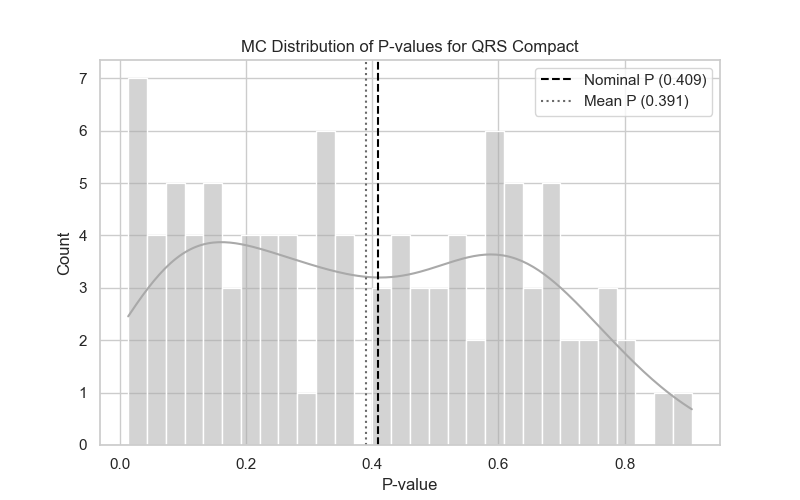 MC Distribution of P-values for QRS Compact
Nominal P (0.409)
Mean P (0.391)
7
6
5
4
3
2
1
0
Count
0.0 0.2 0.4 0.6 0.8
P-value